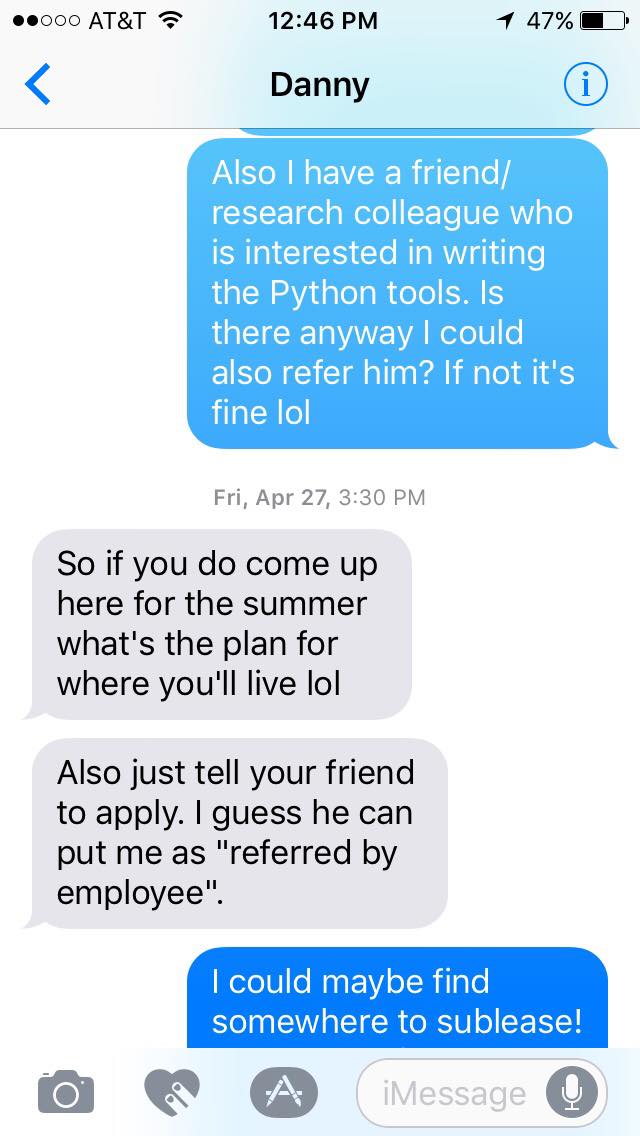 AT&T 12:46 PM 47%
Danny
Also I have a friend/
research colleague who
is interested in writing
the Python tools. Is
there anyway I could
also refer him? If not it's
fine lol
Fri, Apr 27, 3:30 PM
So if you do come up
here for the summer
what's the plan for
where you'll live lol
Also just tell your friend
to apply. I guess he can
put me as "referred by
employee".
I could maybe find
somewhere to sublease!
iMessage